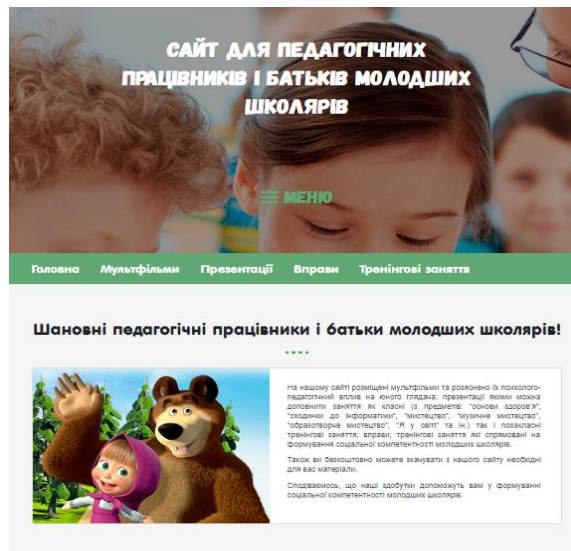 САЙТ ДЛЯ ПЕДАГОГІЧНИХ
ПРАЦІВНИКІВ І БАТЬКІВ МОЛОДШИХ
ШКОЛЯРІВ
МЕНЮ
Головна Мультфільми Презентації Вправи Тренінгові заняття
Шановні педагогічні працівники і батьки молодших школярів!
На нашому сайті розміщені мультфільми та розяснено їх психолого-
педагогічний вплив на юного глядача; презентації якими можна
доповнити заняття як класні (з предметів: "основи здоров'я",
"сходинки до інформатики", "мистецтво", "музичне мистецтво",
"образотворче мистецтво", "Я у світі" та ін.) так і позакласні
тренінгові заняття; вправи; тренінгові заняття які спрямовані на
формування соціальної компетентності молодших школярів.
Також ви безкоштовно можете скачувати з нашого сайту необхідні
для вас матеріали.
Сподіваємось, що наші здобутки допоможуть вам у формуванні
соціальної компетентності молодших школярів.